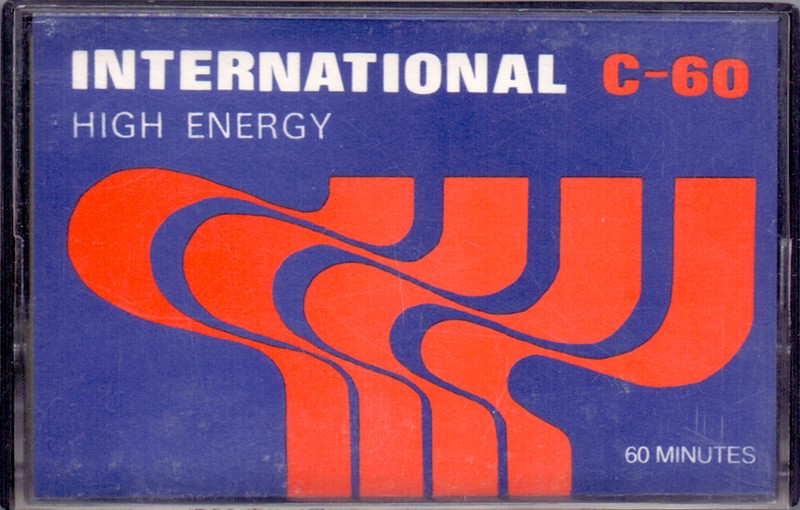 INTERNATIONAL C-60
HIGH ENERGY
60 MINUTES